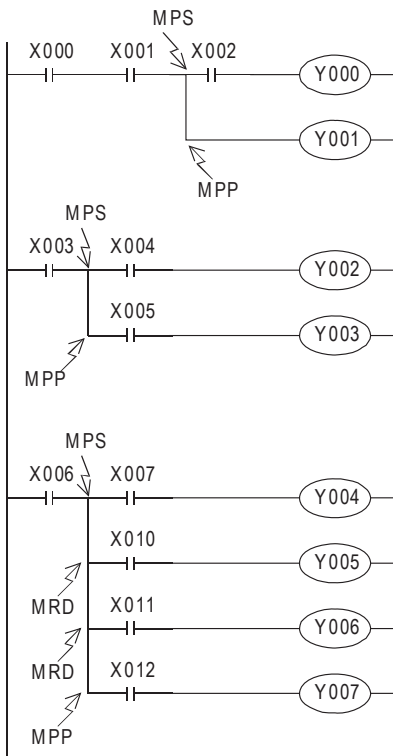 MPS
X000 X001 X002
Y000
Y001
MPP
MPS
X003 X004
Y002
X005
Y003
MPP
MPS
X006 X007
Y004
X010
Y005
MRD
X011
Y006
MRD
X012
Y007
MPP